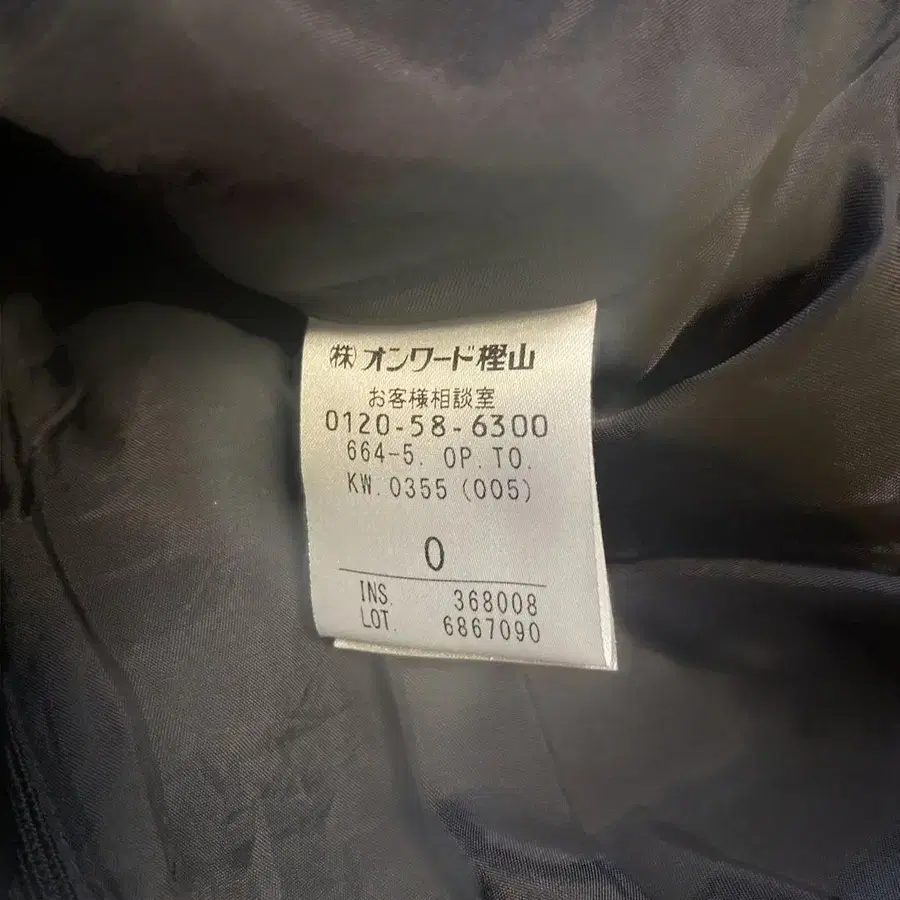 (株)オンワード樫山
お客様相談室
0120-58-6300
664-5. OP.TO.
KW.0355(005)
0
INS. 368008
LOT. 6867090